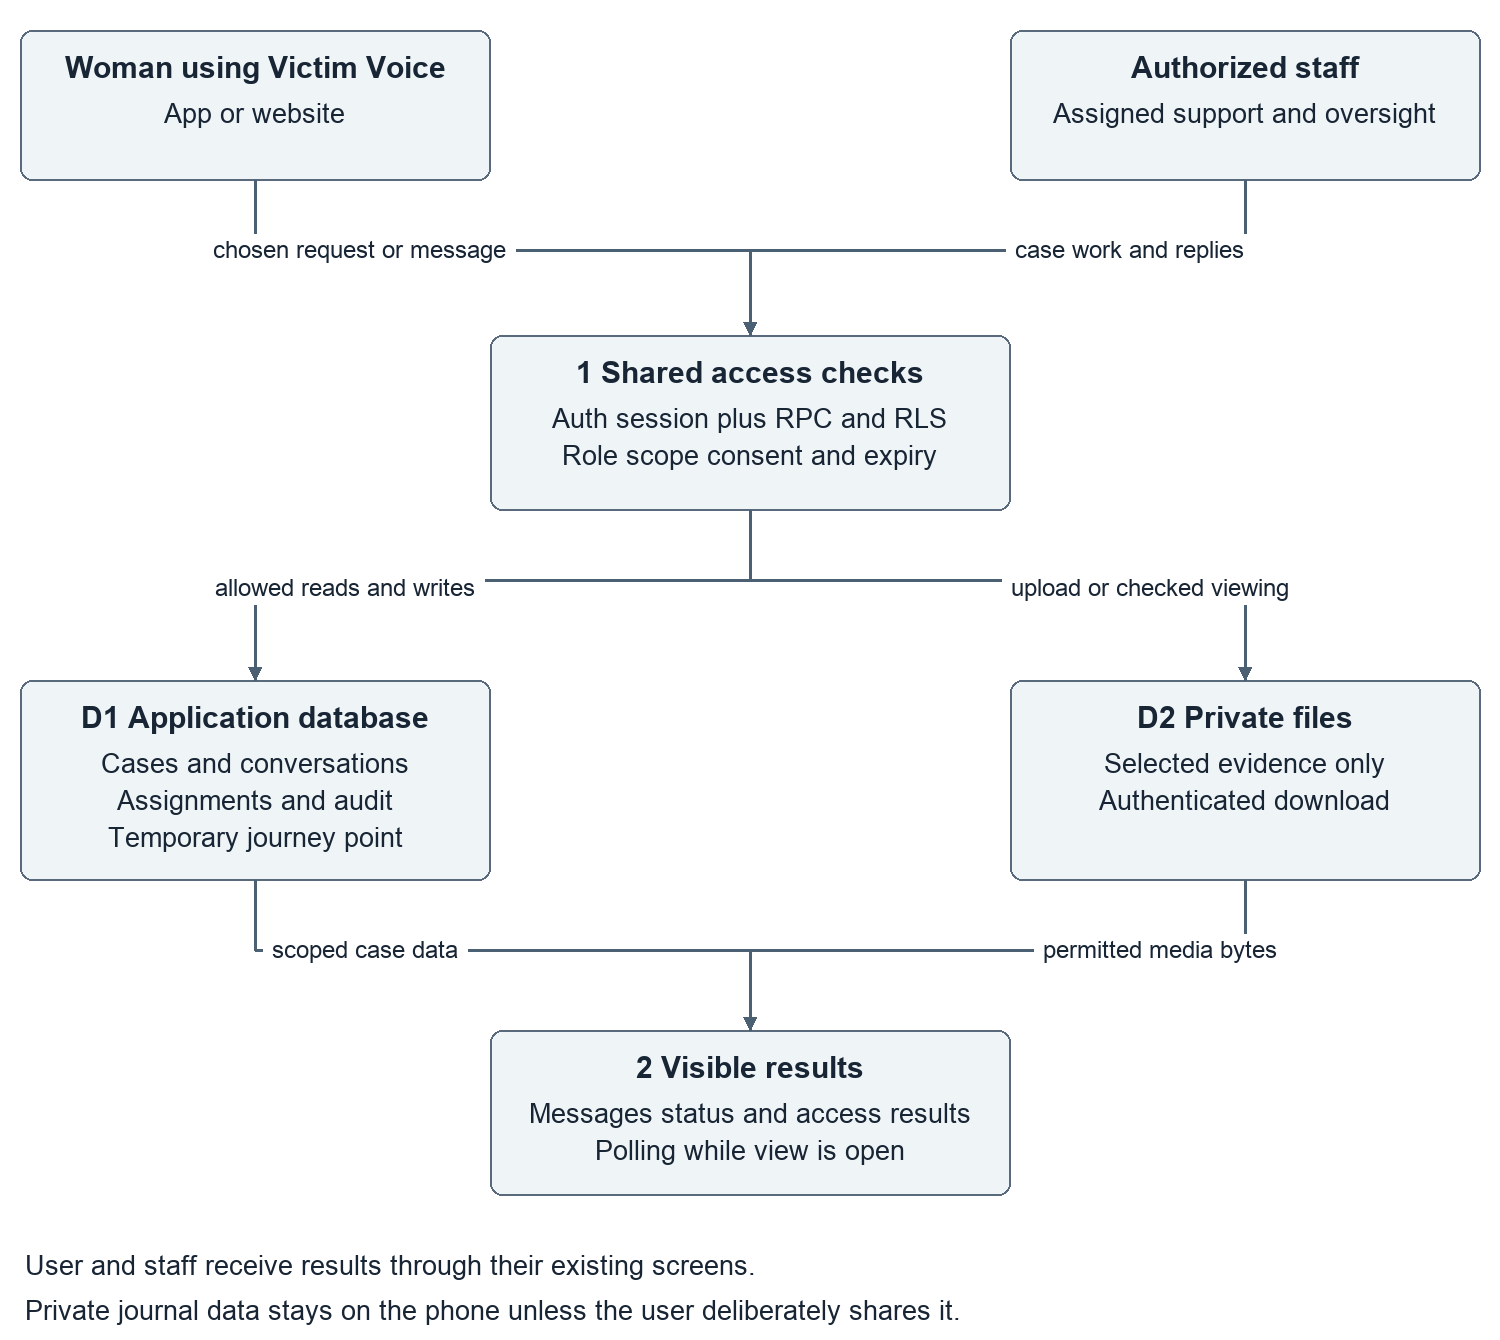 Woman using Victim Voice
App or website
Authorized staff
Assigned support and oversight
chosen request or message
case work and replies
1 Shared access checks
Auth session plus RPC and RLS
Role scope consent and expiry
allowed reads and writes
upload or checked viewing
D1 Application database
Cases and conversations
Assignments and audit
Temporary journey point
D2 Private files
Selected evidence only
Authenticated download
scoped case data
permitted media bytes
2 Visible results
Messages status and access results
Polling while view is open
User and staff receive results through their existing screens.
Private journal data stays on the phone unless the user deliberately shares it.